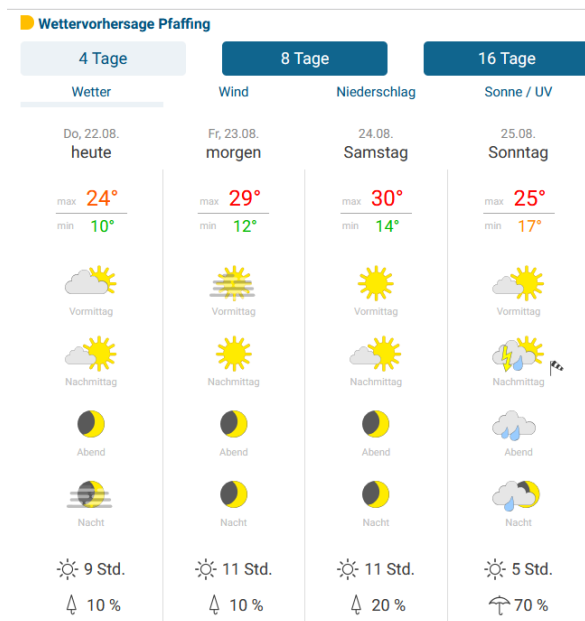 Wettervorhersage Pfaffing
4 Tage 8 Tage 16 Tage
Wetter Wind Niederschlag Sonne / UV
Do, 22.08. Fr, 23.08. 24.08. 25.08.
heute morgen Samstag Sonntag
max 24° max 29° max 30° max 25°
min 10° min 12° min 14° min 17°
Vormittag Vormittag Vormittag Vormittag
Nachmittag Nachmittag Nachmittag Nachmittag
Abend Abend Abend Abend
Nacht Nacht Nacht Nacht
9 Std. 11 Std. 11 Std. 5 Std.
10 % 10 % 20 % 70 %